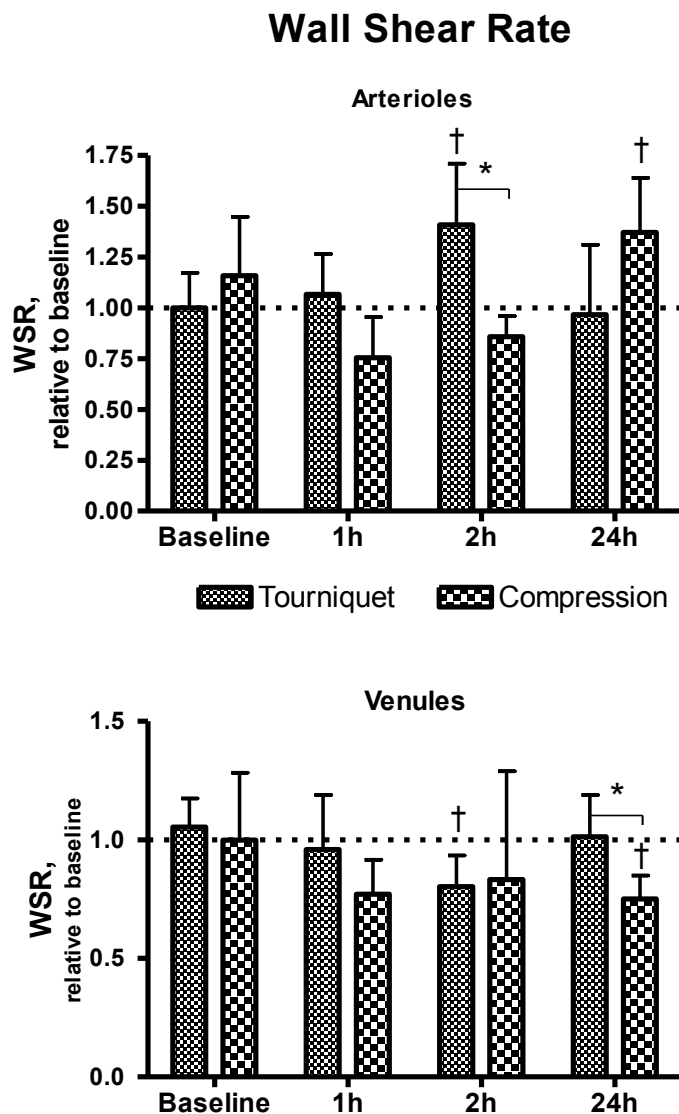 Wall Shear Rate
Arterioles
WSR,
relative to baseline
1.75
1.50
1.25
1.00
0.75
0.50
0.25
0.00
†
*
†
Baseline 1h 2h 24h
Tourniquet Compression
Venules
WSR,
relative to baseline
1.5
1.0
0.5
0.0
†
*
†
Baseline 1h 2h 24h